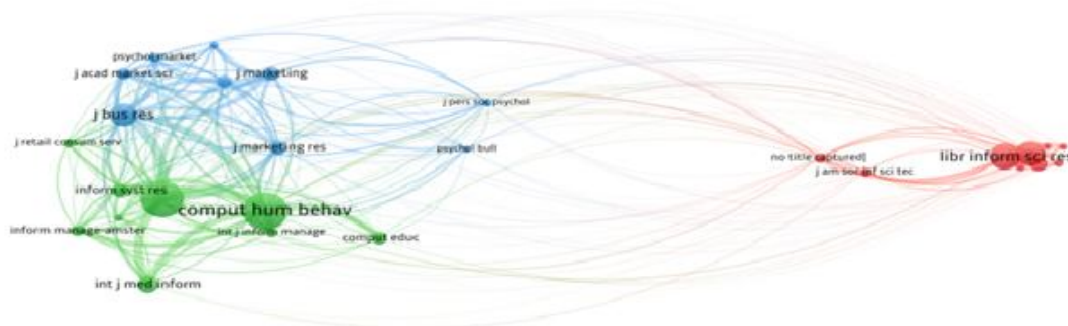 psychol market
j acad market sci
j marketiing
j pers soc psychol
j bus res
j retail consum serv
j marketing res
psychol bull
no title captured]
libr inform sci res
j am soc inf sci tec
inform syst res
comput hum behav
inform manage-amster
int j inform manage
comput educ
int j med inform